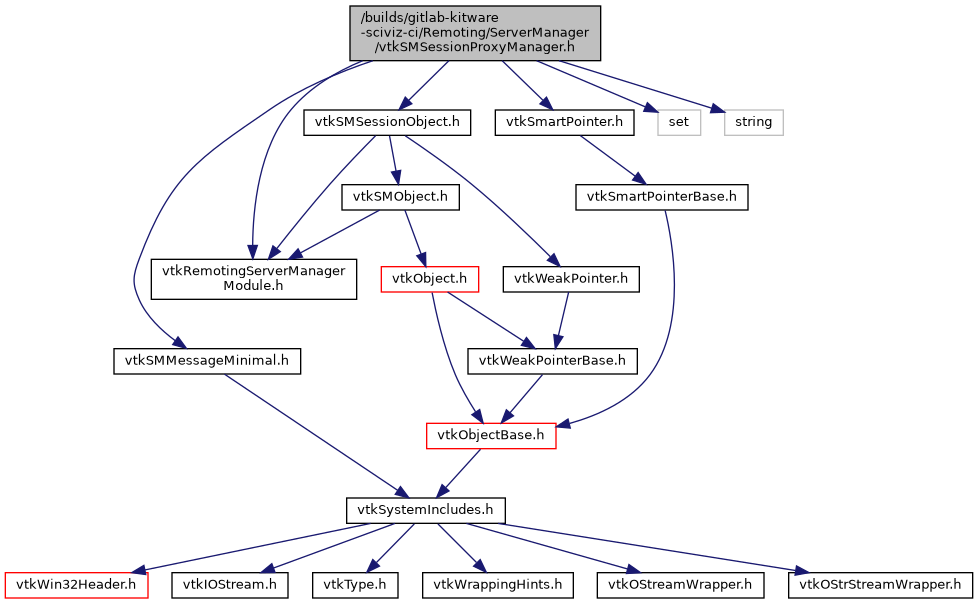 /builds/gitlab-kitware
-sciviz-ci/Remoting/ServerManager
/vtkSMSessionProxyManager.h
vtkSMSessionObject.h
vtkSmartPointer.h
set
string
vtkSMObject.h
vtkSmartPointerBase.h
vtkRemotingServerManager
Module.h
vtkObject.h
vtkWeakPointer.h
vtkSMMessageMinimal.h
vtkWeakPointerBase.h
vtkObjectBase.h
vtkSystemIncludes.h
vtkWin32Header.h
vtkIOStream.h
vtkType.h
vtkWrappingHints.h
vtkOStreamWrapper.h
vtkOStrStreamWrapper.h